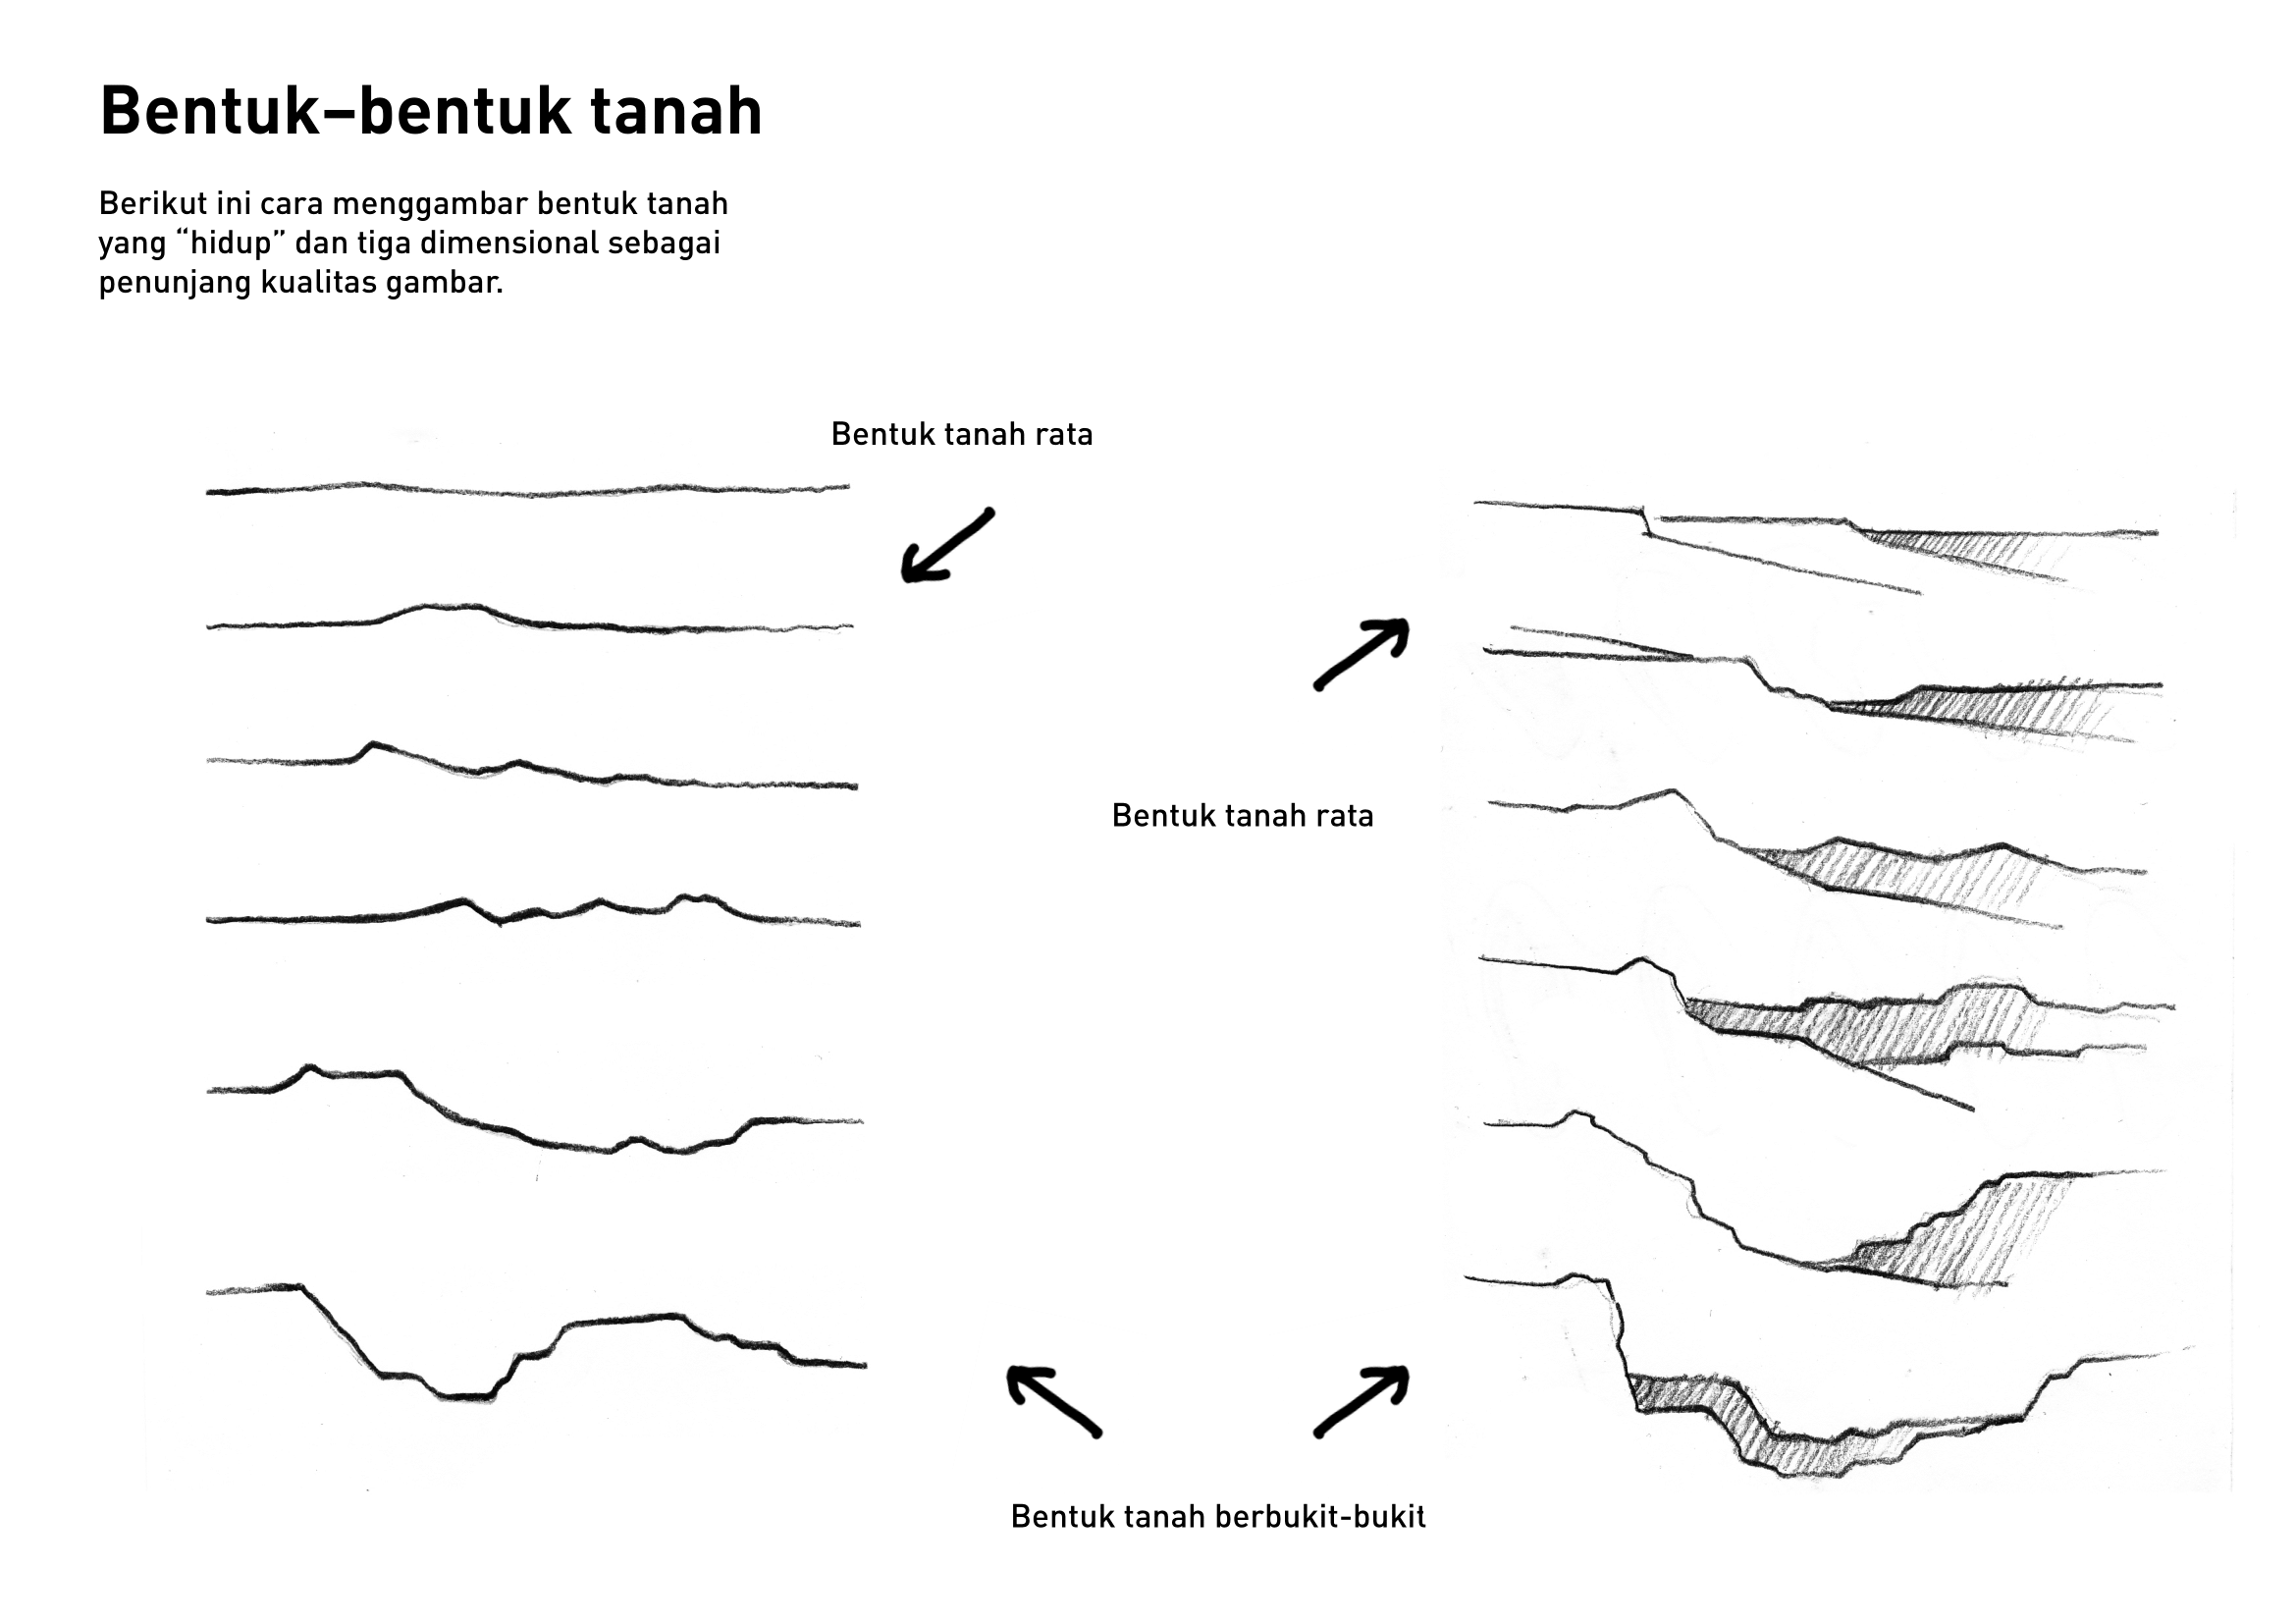 Bentuk–bentuk tanah
Berikut ini cara menggambar bentuk tanah
yang “hidup” dan tiga dimensional sebagai
penunjang kualitas gambar.
Bentuk tanah rata
Bentuk tanah rata
Bentuk tanah berbukit-bukit